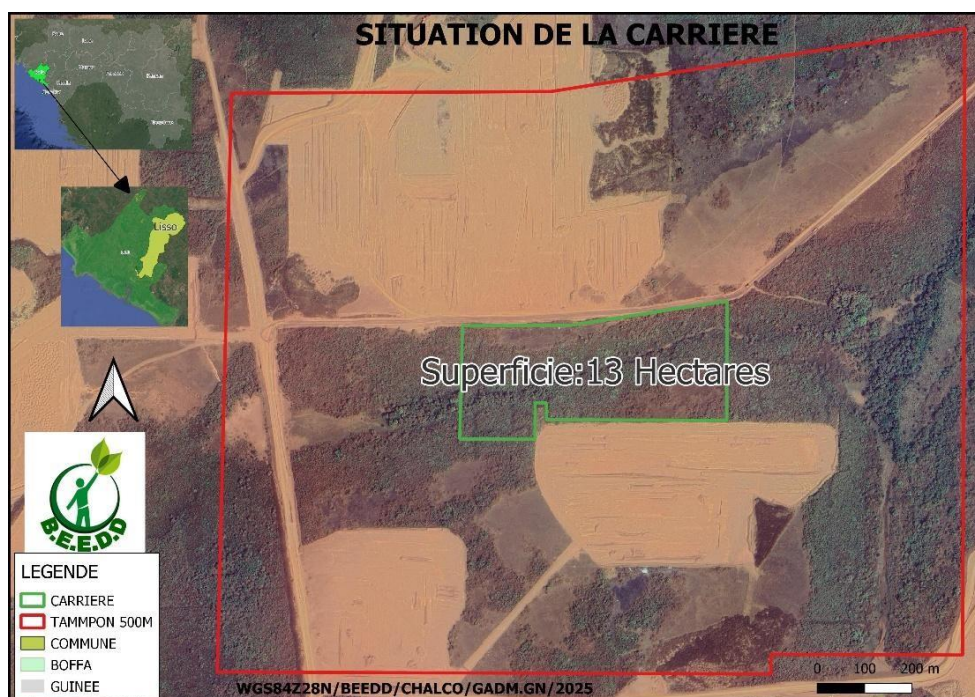 SITUATION DE LA CARRIERE
Lisso
Superficie:13 Hectares
B.E.E.D.D
LEGENDE
CARRIERE
TAMMPON 500M
COMMUNE
BOFFA
GUINEE
0 100 200 m
WGS84Z28N/BEEDD/CHALCO/GADM.GN/2025